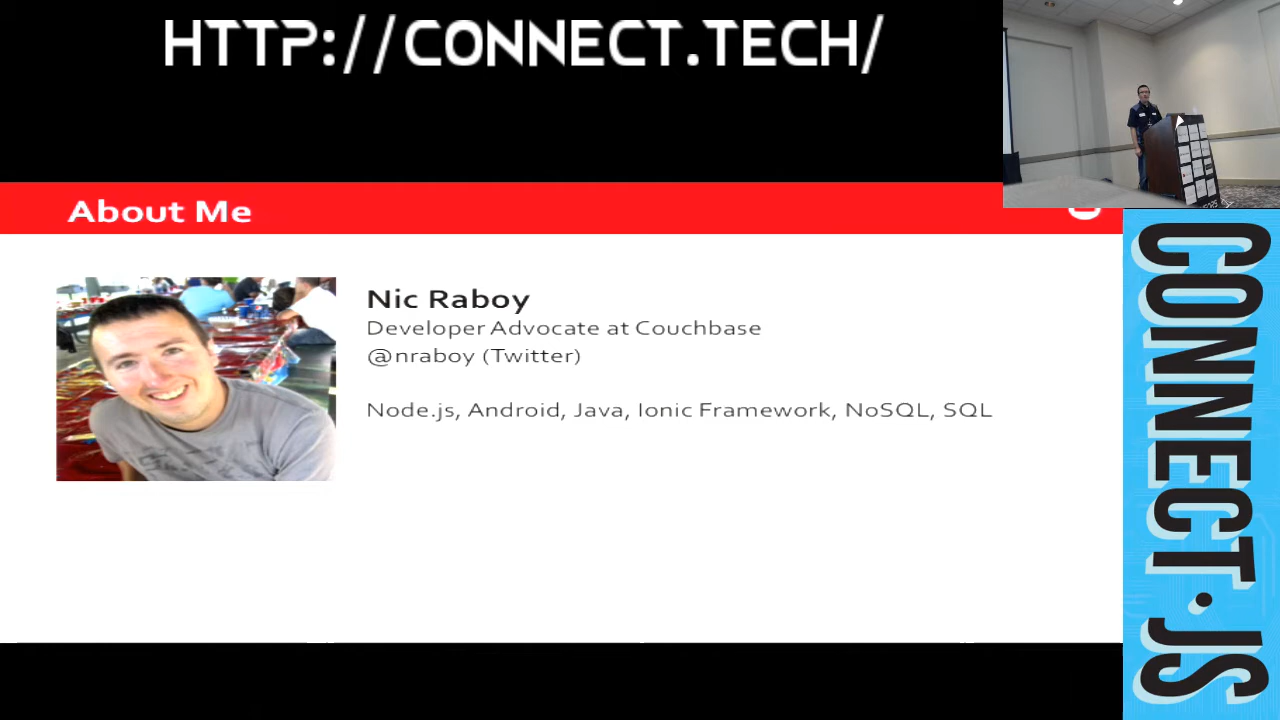 HTTP://CONNECT.TECH/
About Me
Nic Raboy
Developer Advocate at Couchbase
@nraboy (Twitter)
Node.js, Android, Java, Ionic Framework, NoSQL, SQL
CONNECT.JS